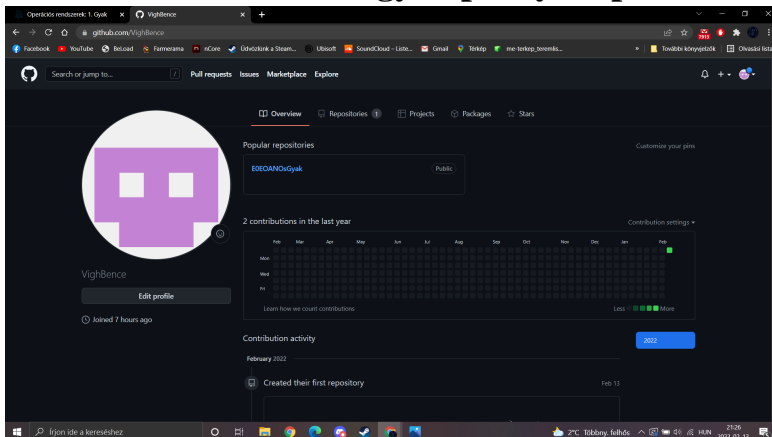 Operációs rendszerek: 1. Gyak
VighBence
github.com/VighBence
Facebook YouTube BeLoad Farmerama nCore Üdvözlünk a Steam... Ubisoft SoundCloud – Liste... Gmail Térkép me-terkep_teremlis... » További könyvjelzők Olvasási lista
Search or jump to... / Pull requests Issues Marketplace Explore
Overview Repositories 1 Projects Packages Stars
Popular repositories Customize your pins
E0EOANOsGyak Public
2 contributions in the last year Contribution settings
Feb Mar Apr May Jun Jul Aug Sep Oct Nov Dec Jan Feb
Mon
Wed
Fri
Learn how we count contributions Less More
VighBence
Edit profile
Joined 7 hours ago
Contribution activity 2022
February 2022
Created their first repository Feb 13
Írjon ide a kereséshez 2°C Többny. felhős HUN 21:26
2022. 02. 13.